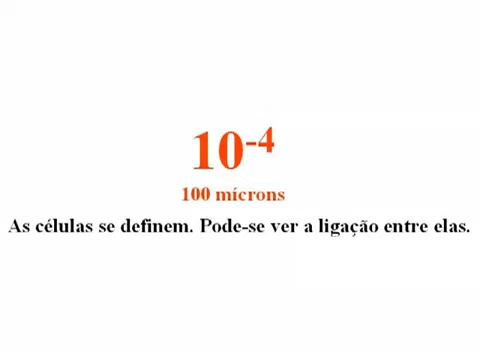 10⁻⁴
100 mícrons
As células se definem. Pode-se ver a ligação entre elas.